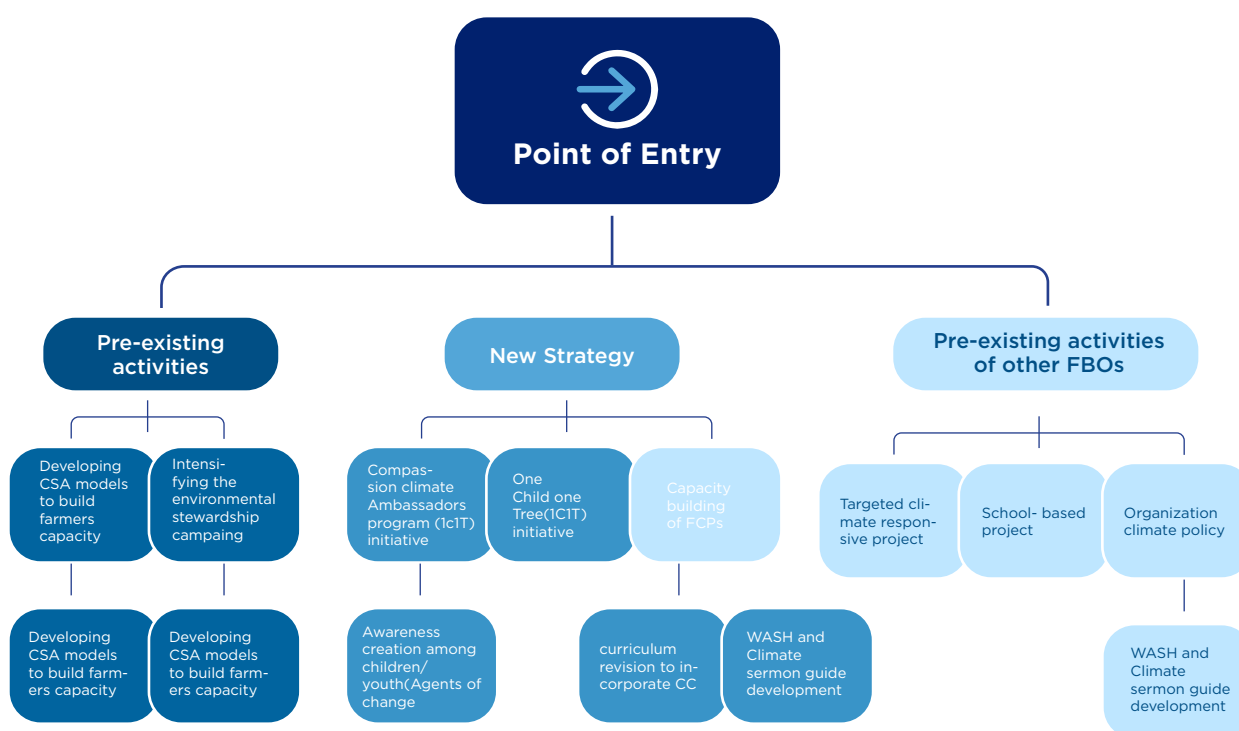 Point of Entry
Pre-existing
activities
New Strategy
Pre-existing activities
of other FBOs
Developing
CSA models
to build
farmers
capacity
Intensi-
fying the
environmental
stewardship
campaing
Compas-
sion climate
Ambassadors
program (1c1T)
initiative
One
Child one
Tree(1C1T)
initiative
Capacity
building
of FCPs
Targeted cli-
mate respon-
sive project
School- based
project
Organization
climate policy
Developing
CSA models
to build farm-
ers capacity
Developing
CSA models
to build farm-
ers capacity
Awareness
creation among
children/
youth(Agents of
change
curriculum
revision to in-
corporate CC
WASH and
Climate
sermon guide
development
WASH and
Climate
sermon guide
development